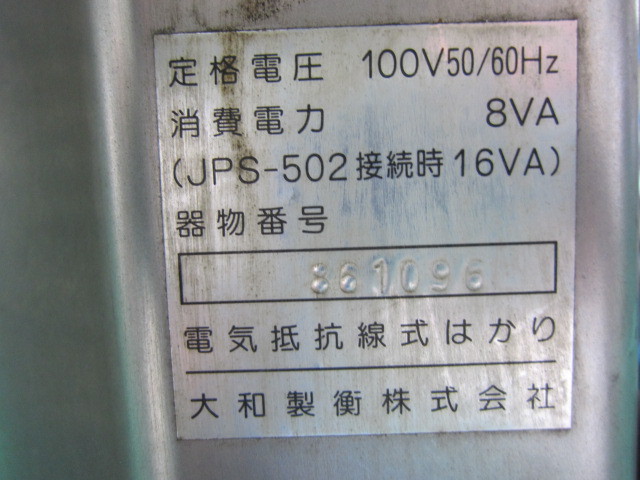 定格電圧 100V50/60Hz
消費電力 8VA
(JPS-502接続時16VA)
器物番号
861096
電気抵抗線式はかり
大和製衡株式会社